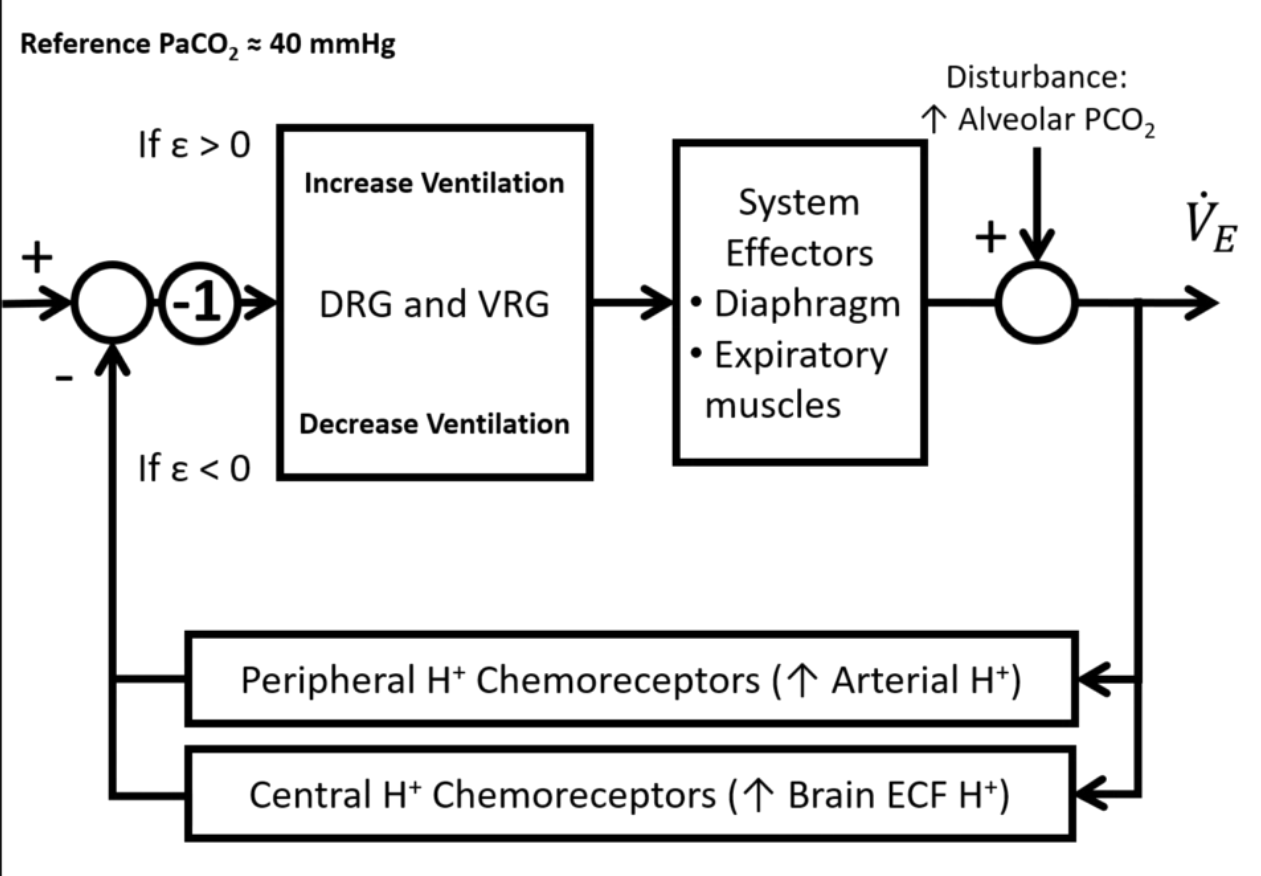 Reference PaCO₂ ≈ 40 mmHg
Disturbance:
↑ Alveolar PCO₂
If ε > 0
Increase Ventilation
System
Effectors
• Diaphragm
• Expiratory
muscles
+
+
V̇_E
-1
DRG and VRG
-
Decrease Ventilation
If ε < 0
Peripheral H⁺ Chemoreceptors (↑ Arterial H⁺)
Central H⁺ Chemoreceptors (↑ Brain ECF H⁺)